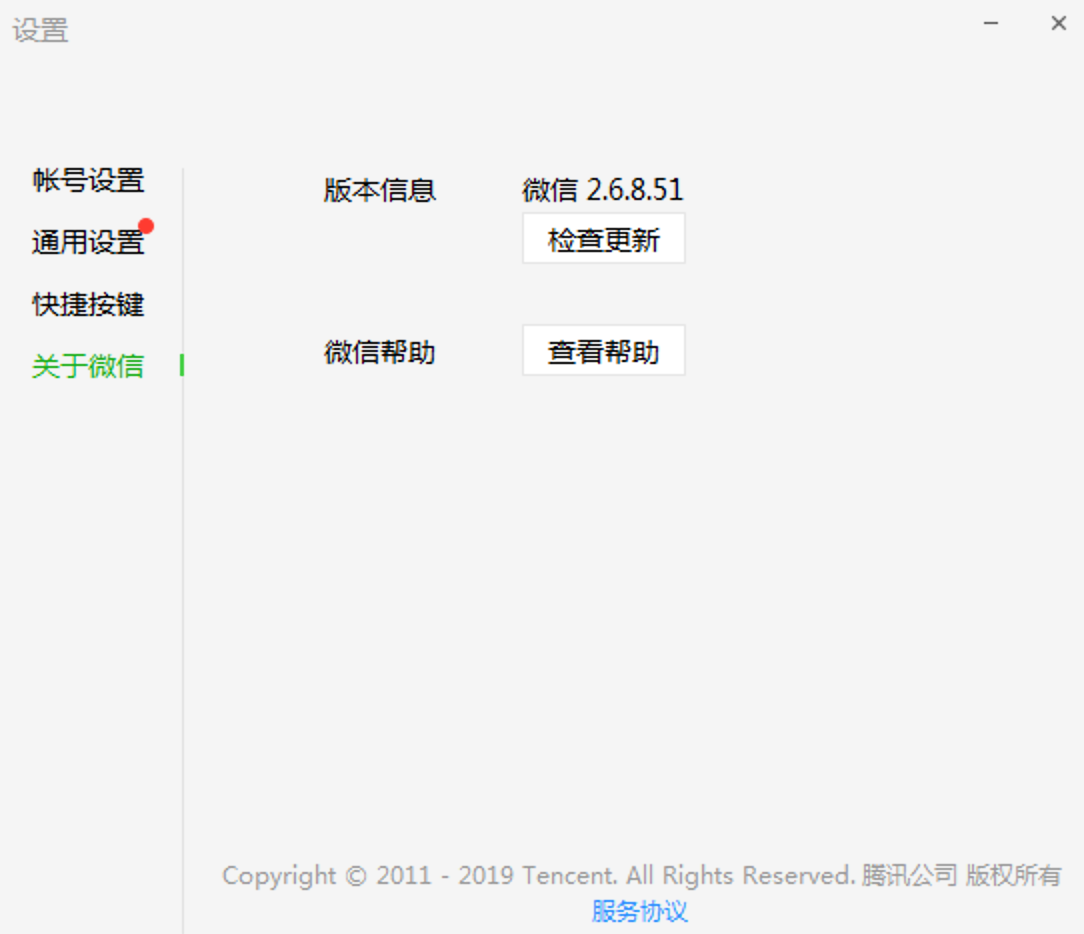 设置
帐号设置
通用设置
快捷按键
关于微信
版本信息
微信 2.6.8.51
检查更新
微信帮助
查看帮助
Copyright © 2011 - 2019 Tencent. All Rights Reserved. 腾讯公司 版权所有
服务协议